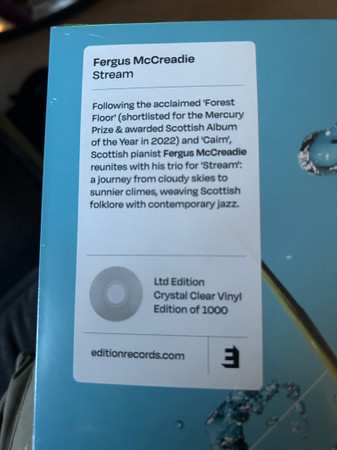 Fergus McCreadie
Stream
Following the acclaimed 'Forest
Floor' (shortlisted for the Mercury
Prize & awarded Scottish Album
of the Year in 2022) and 'Cairn',
Scottish pianist Fergus McCreadie
reunites with his trio for 'Stream':
a journey from cloudy skies to
sunnier climes, weaving Scottish
folklore with contemporary jazz.
Ltd Edition
Crystal Clear Vinyl
Edition of 1000
editionrecords.com